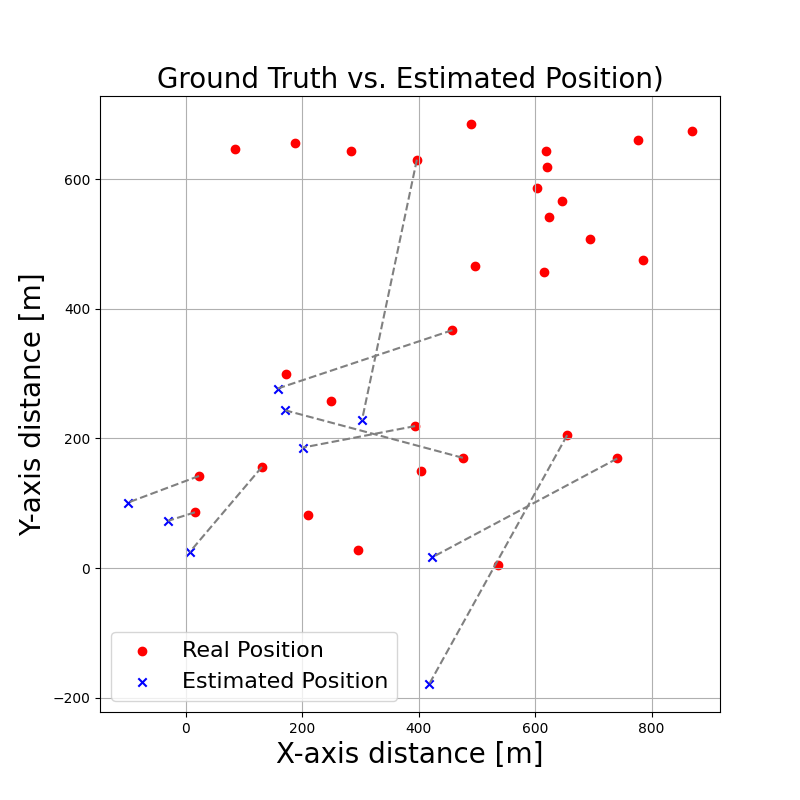 Ground Truth vs. Estimated Position)
Y-axis distance [m]
600
400
200
0
−200
Real Position
Estimated Position
0 200 400 600 800
X-axis distance [m]